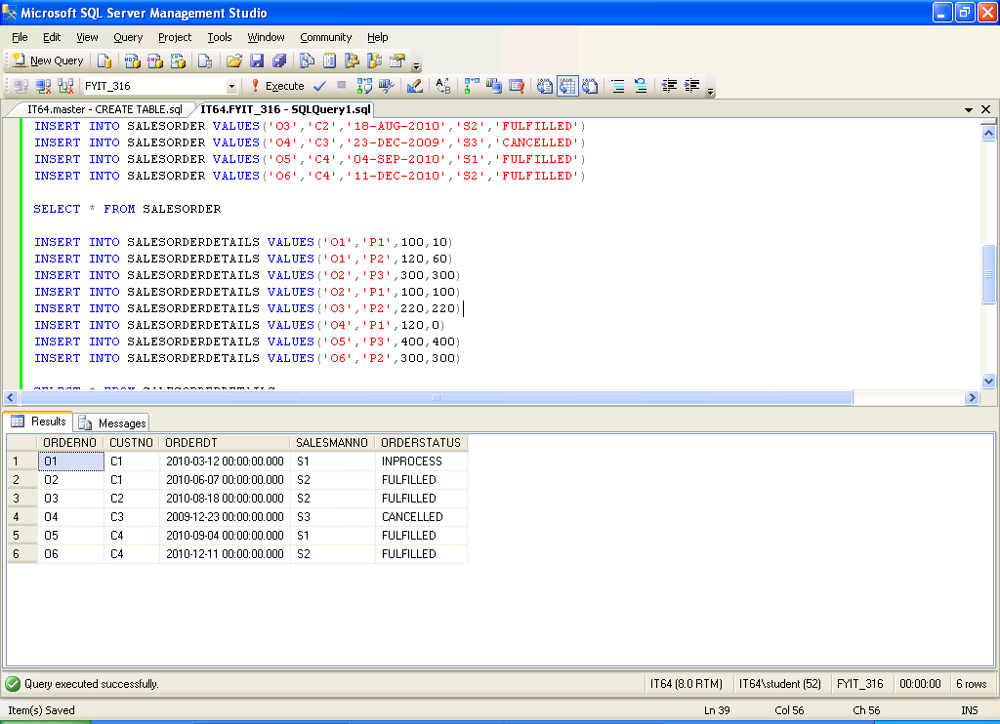 Microsoft SQL Server Management Studio
File Edit View Query Project Tools Window Community Help
New Query
FYIT_316 Execute
IT64.master - CREATE TABLE.sql IT64.FYIT_316 - SQLQuery1.sql
INSERT INTO SALESORDER VALUES('O3','C2','18-AUG-2010','S2','FULFILLED')
INSERT INTO SALESORDER VALUES('O4','C3','23-DEC-2009','S3','CANCELLED')
INSERT INTO SALESORDER VALUES('O5','C4','04-SEP-2010','S1','FULFILLED')
INSERT INTO SALESORDER VALUES('O6','C4','11-DEC-2010','S2','FULFILLED')
SELECT * FROM SALESORDER
INSERT INTO SALESORDERDETAILS VALUES('O1','P1',100,10)
INSERT INTO SALESORDERDETAILS VALUES('O1','P2',120,60)
INSERT INTO SALESORDERDETAILS VALUES('O2','P3',300,300)
INSERT INTO SALESORDERDETAILS VALUES('O2','P1',100,100)
INSERT INTO SALESORDERDETAILS VALUES('O3','P2',220,220)
INSERT INTO SALESORDERDETAILS VALUES('O4','P1',120,0)
INSERT INTO SALESORDERDETAILS VALUES('O5','P3',400,400)
INSERT INTO SALESORDERDETAILS VALUES('O6','P2',300,300)
SELECT * FROM SALESORDERDETAILS
Results Messages
ORDERNO CUSTNO ORDERDT SALESMANNO ORDERSTATUS
1 O1 C1 2010-03-12 00:00:00.000 S1 INPROCESS
2 O2 C1 2010-06-07 00:00:00.000 S2 FULFILLED
3 O3 C2 2010-08-18 00:00:00.000 S2 FULFILLED
4 O4 C3 2009-12-23 00:00:00.000 S3 CANCELLED
5 O5 C4 2010-09-04 00:00:00.000 S1 FULFILLED
6 O6 C4 2010-12-11 00:00:00.000 S2 FULFILLED
Query executed successfully. IT64 (8.0 RTM) IT64\student (52) FYIT_316 00:00:00 6 rows
Item(s) Saved Ln 39 Col 56 Ch 56 INS